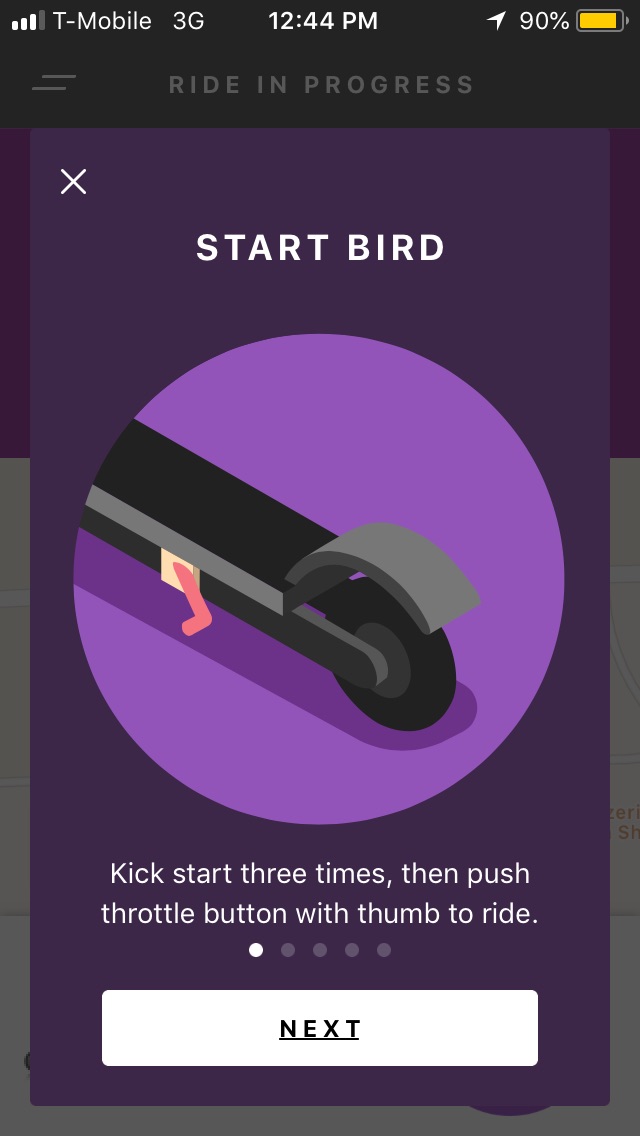 T-Mobile 3G 12:44 PM 90%
RIDE IN PROGRESS
START BIRD
Kick start three times, then push
throttle button with thumb to ride.
NEXT